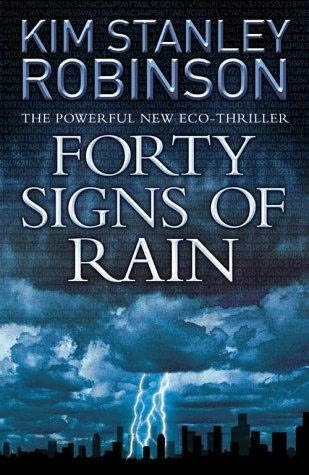 KIM STANLEY
ROBINSON
THE POWERFUL NEW ECO-THRILLER
FORTY
SIGNS OF
RAIN